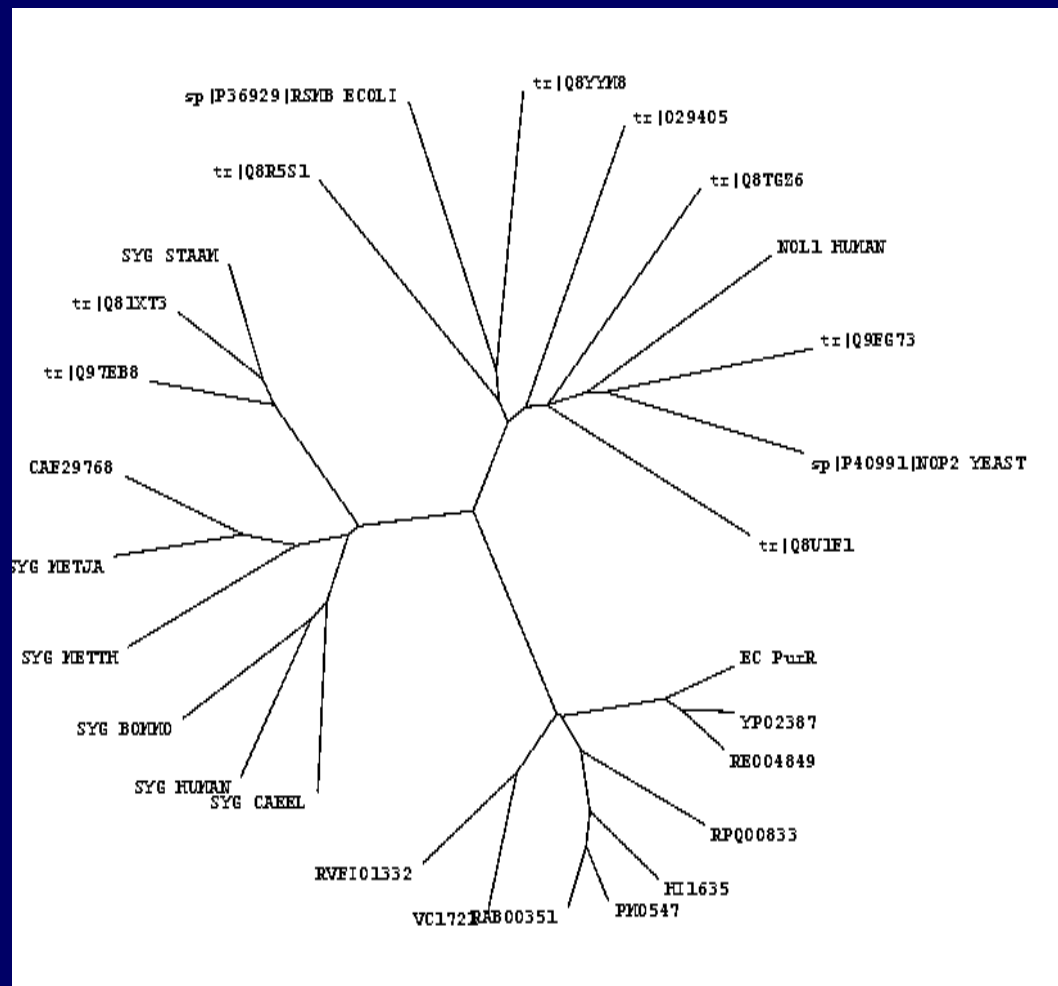 tr|Q8YYM8
sp|P36929|RSMB ECOLI
tr|O29405
tr|Q8R5S1
tr|Q8TGZ6
NOL1 HUMAN
SYG STAAM
tr|Q81XT3
tr|Q9FG73
tr|Q97EB8
sp|P40991|NOP2 YEAST
CAF29768
tr|Q8U1F1
SYG METJA
SYG METTH
EC PurR
YP02387
SYG BOMMO
RE004849
SYG HUMAN
SYG CAEEL
RPQ00833
RVFI01332
HI1635
PM0547
VC1721
RAB00351